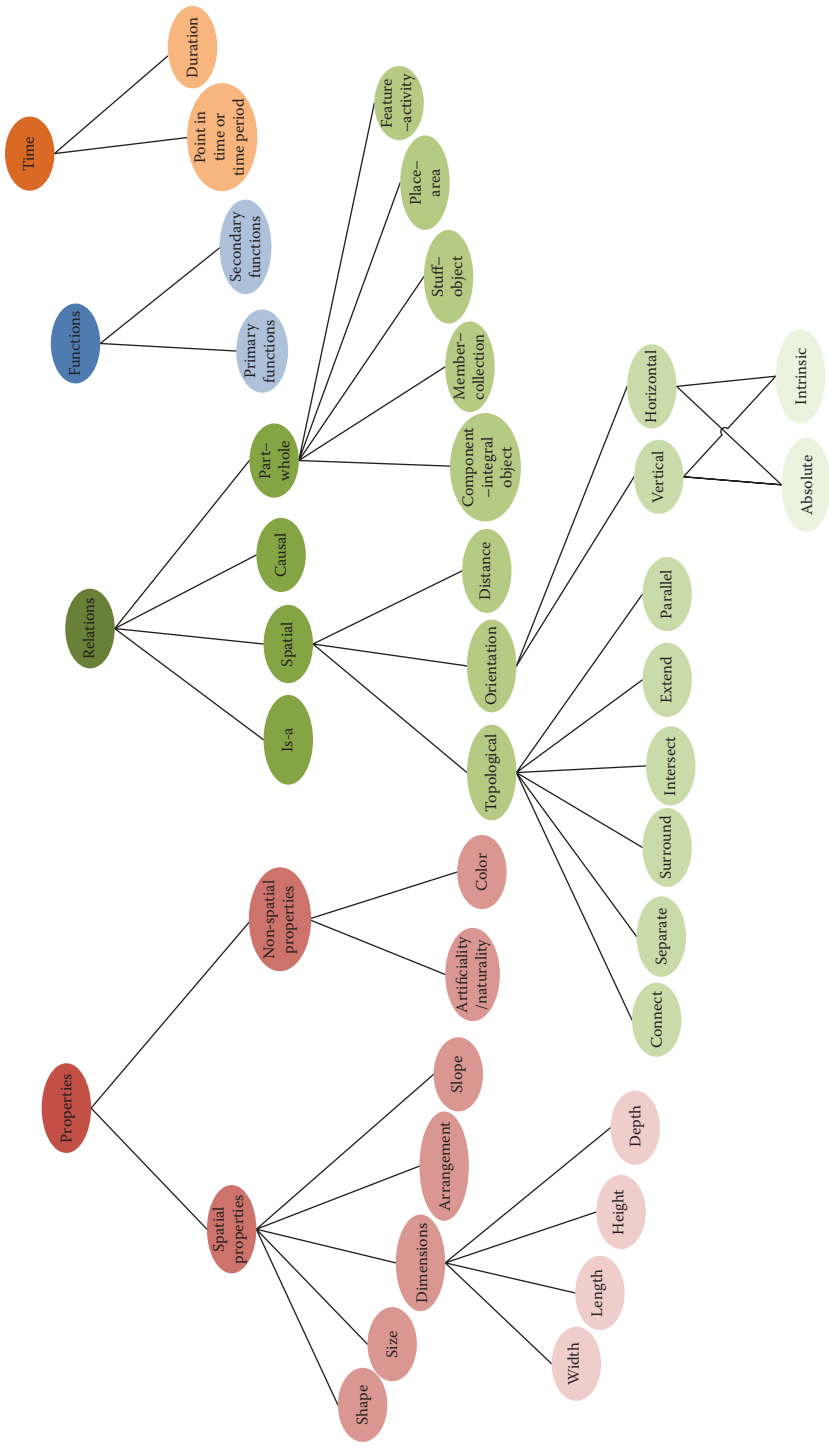 Properties
Relations
Functions
Time
Spatial
properties
Non-spatial
properties
Is-a
Spatial
Causal
Part–
whole
Primary
functions
Secondary
functions
Point in
time or
time period
Duration
Shape
Size
Dimensions
Arrangement
Slope
Artificiality
/naturality
Color
Topological
Orientation
Distance
Component
–integral
object
Member–
collection
Stuff–
object
Place–
area
Feature
–activity
Width
Length
Height
Depth
Connect
Separate
Surround
Intersect
Extend
Parallel
Vertical
Horizontal
Absolute
Intrinsic